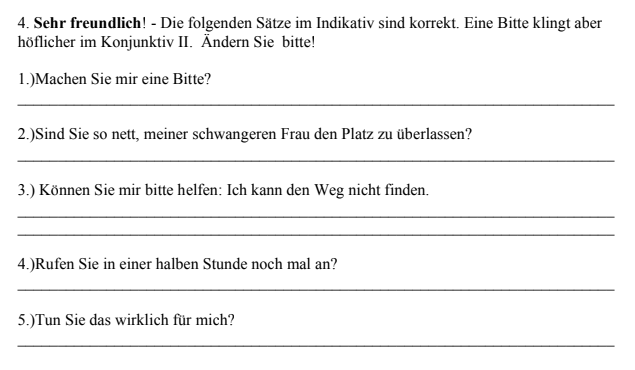 4. Sehr freundlich! - Die folgenden Sätze im Indikativ sind korrekt. Eine Bitte klingt aber
höflicher im Konjunktiv II. Ändern Sie bitte!
1.)Machen Sie mir eine Bitte?
2.)Sind Sie so nett, meiner schwangeren Frau den Platz zu überlassen?
3.) Können Sie mir bitte helfen: Ich kann den Weg nicht finden.
4.)Rufen Sie in einer halben Stunde noch mal an?
5.)Tun Sie das wirklich für mich?